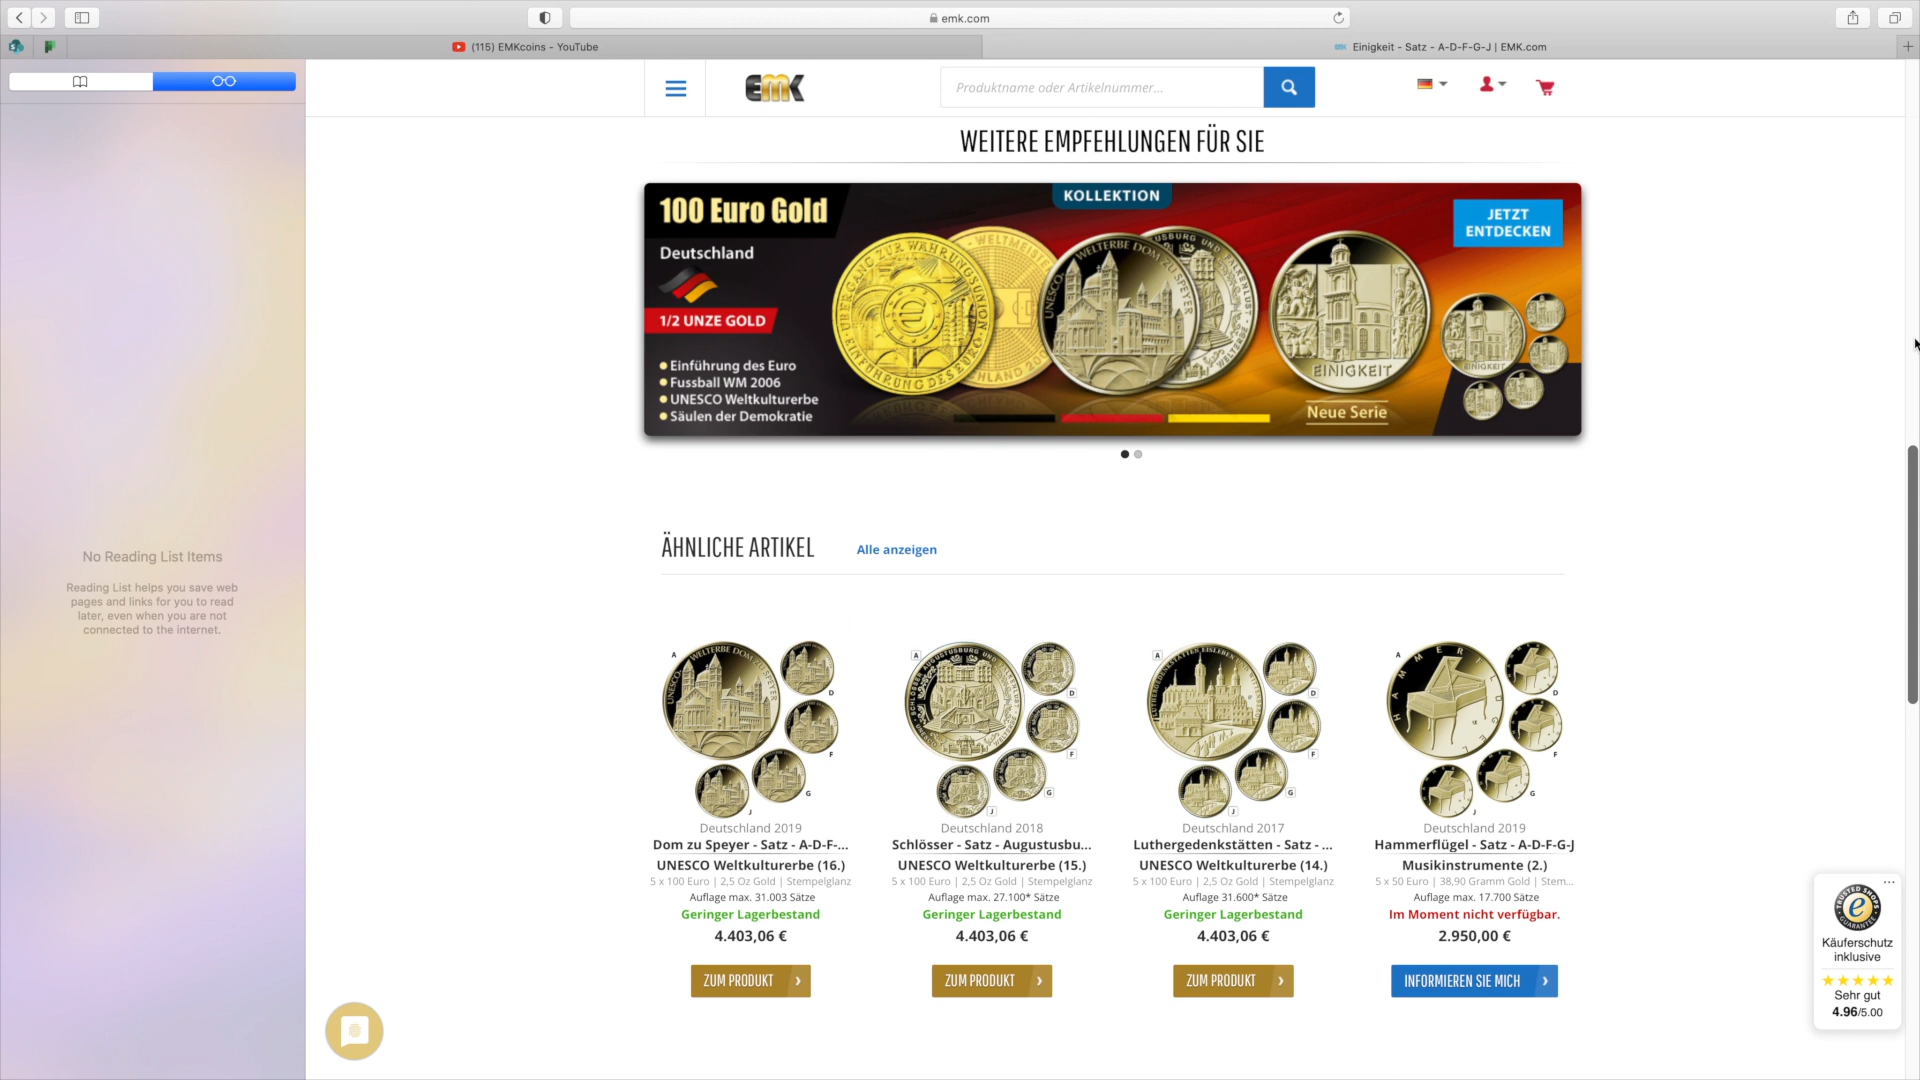 emk.com
(115) EMKcoins - YouTube
Einigkeit - Satz - A-D-F-G-J | EMK.com
EMK
Produktname oder Artikelnummer...
WEITERE EMPFEHLUNGEN FÜR SIE
100 Euro Gold
KOLLEKTION
JETZT
ENTDECKEN
Deutschland
1/2 UNZE GOLD
Einführung des Euro
Fussball WM 2006
UNESCO Weltkulturerbe
Säulen der Demokratie
EINIGKEIT
Neue Serie
No Reading List Items
Reading List helps you save web
pages and links for you to read
later, even when you are not
connected to the internet.
ÄHNLICHE ARTIKEL
Alle anzeigen
A
D
F
G
J
A
D
F
G
J
A
D
F
G
J
A
D
F
G
J
Deutschland 2019
Dom zu Speyer - Satz - A-D-F-...
UNESCO Weltkulturerbe (16.)
5 x 100 Euro | 2,5 Oz Gold | Stempelglanz
Auflage max. 31.003 Sätze
Geringer Lagerbestand
4.403,06 €
ZUM PRODUKT
Deutschland 2018
Schlösser - Satz - Augustusbu...
UNESCO Weltkulturerbe (15.)
5 x 100 Euro | 2,5 Oz Gold | Stempelglanz
Auflage max. 27.100* Sätze
Geringer Lagerbestand
4.403,06 €
ZUM PRODUKT
Deutschland 2017
Luthergedenkstätten - Satz - ...
UNESCO Weltkulturerbe (14.)
5 x 100 Euro | 2,5 Oz Gold | Stempelglanz
Auflage 31.600* Sätze
Geringer Lagerbestand
4.403,06 €
ZUM PRODUKT
Deutschland 2019
Hammerflügel - Satz - A-D-F-G-J
Musikinstrumente (2.)
5 x 50 Euro | 38,90 Gramm Gold | Stem...
Auflage max. 17.700 Sätze
Im Moment nicht verfügbar.
2.950,00 €
INFORMIEREN SIE MICH
TRUSTED SHOPS
GUARANTEE
Käuferschutz
inklusive
Sehr gut
4.96/5.00